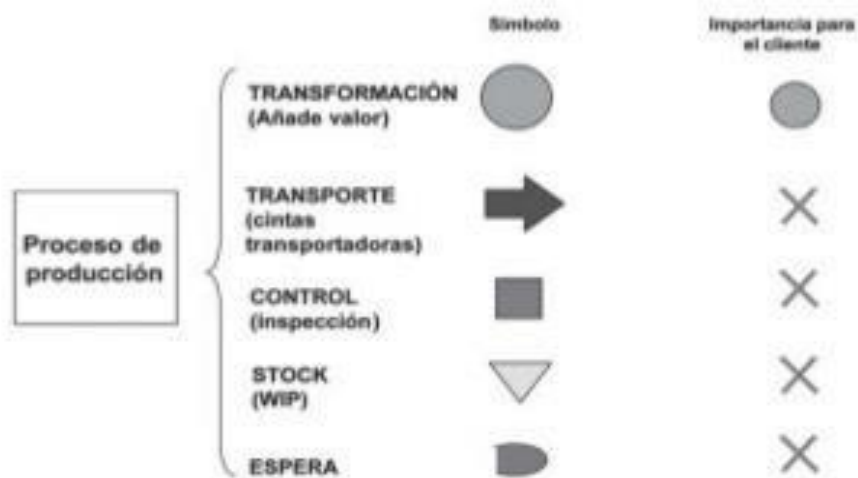 Símbolo
Importancia para
el cliente
TRANSFORMACIÓN
(Añade valor)
TRANSPORTE
(cintas
transportadoras)
Proceso de
producción
CONTROL
(inspección)
STOCK
(WIP)
ESPERA